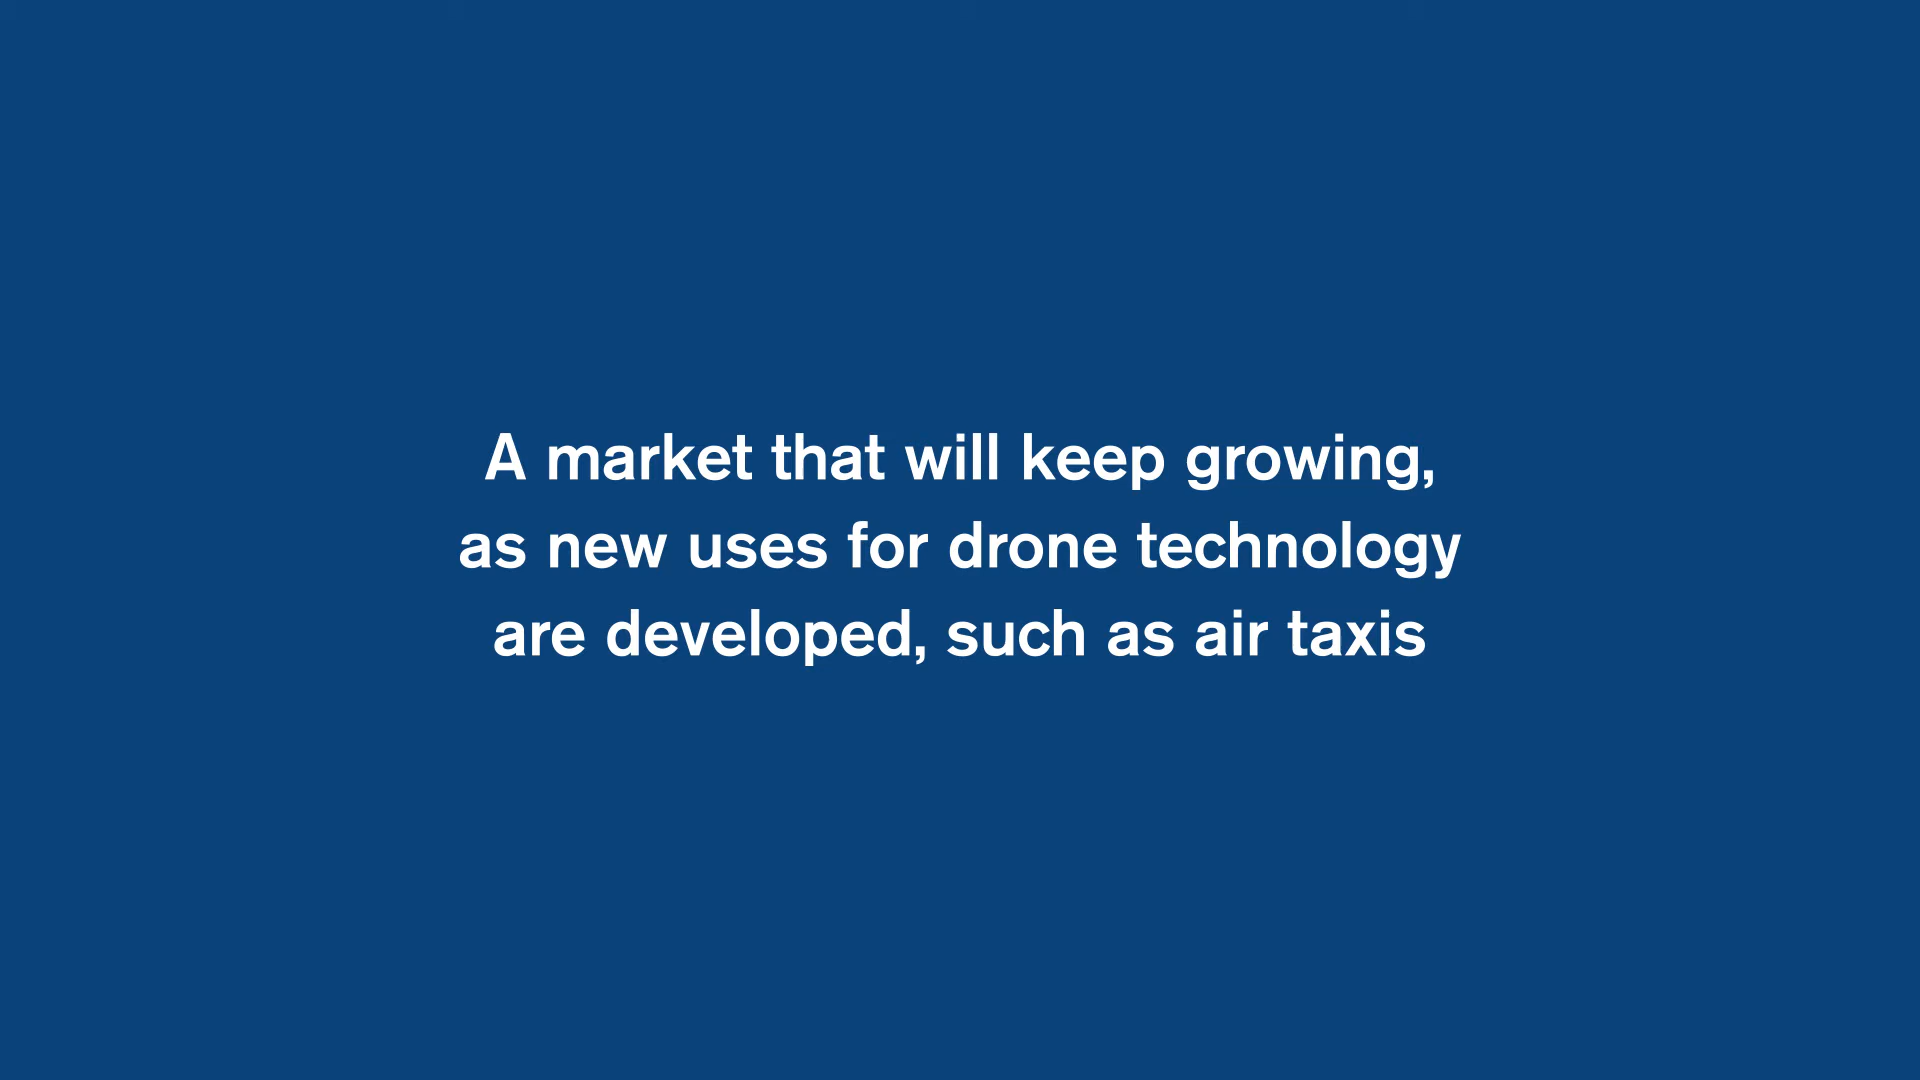 A market that will keep growing,
as new uses for drone technology
are developed, such as air taxis